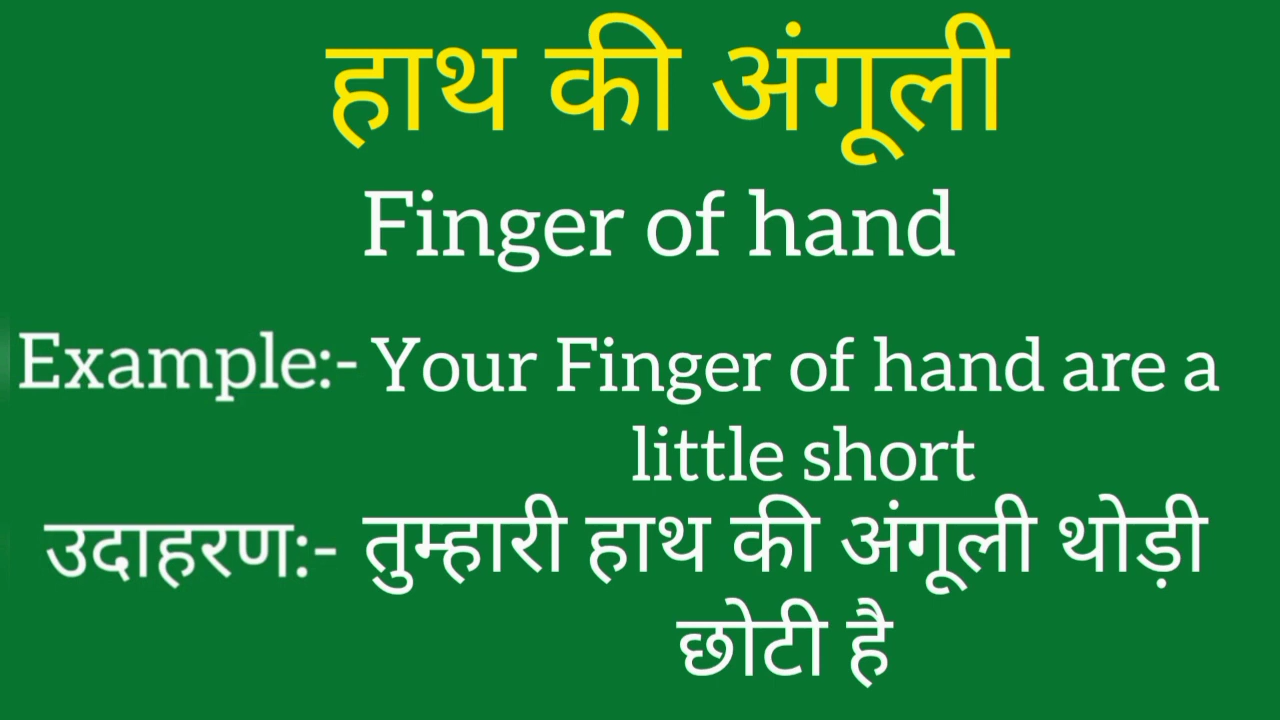 हाथ की अंगूली
Finger of hand
Example:- Your Finger of hand are a
little short
उदाहरण:- तुम्हारी हाथ की अंगूली थोड़ी
छोटी है